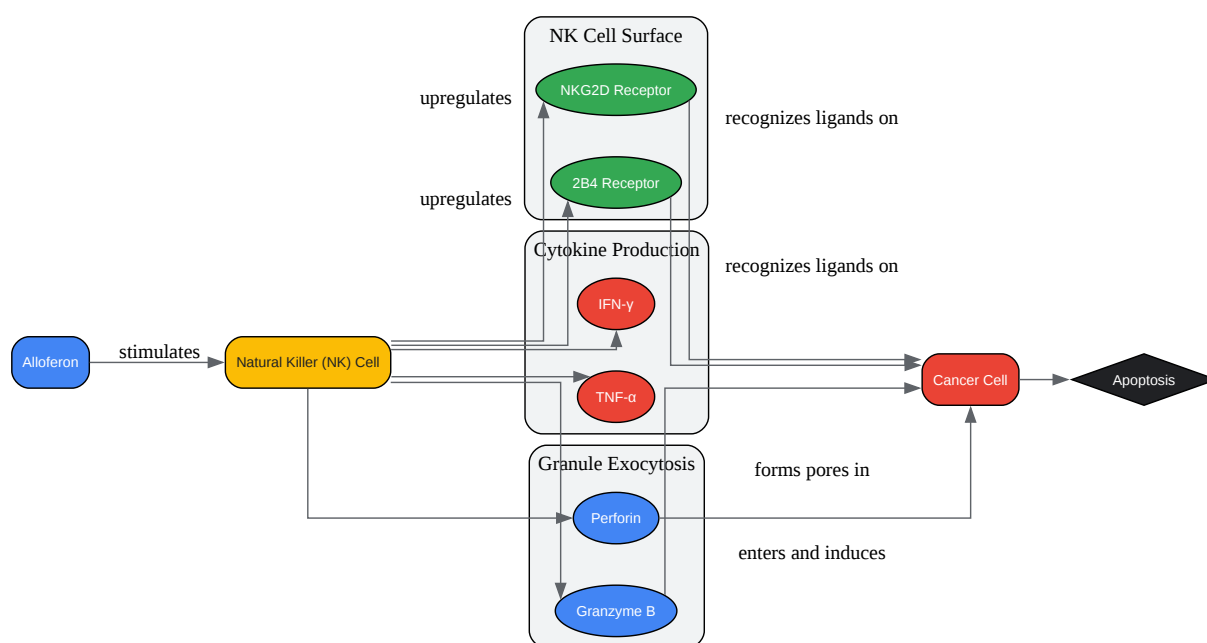 NK Cell Surface
NKG2D Receptor
upregulates
recognizes ligands on
2B4 Receptor
upregulates
Cytokine Production
recognizes ligands on
IFN-γ
Alloferon
stimulates
Natural Killer (NK) Cell
TNF-α
Cancer Cell
Apoptosis
Granule Exocytosis
forms pores in
Perforin
enters and induces
Granzyme B